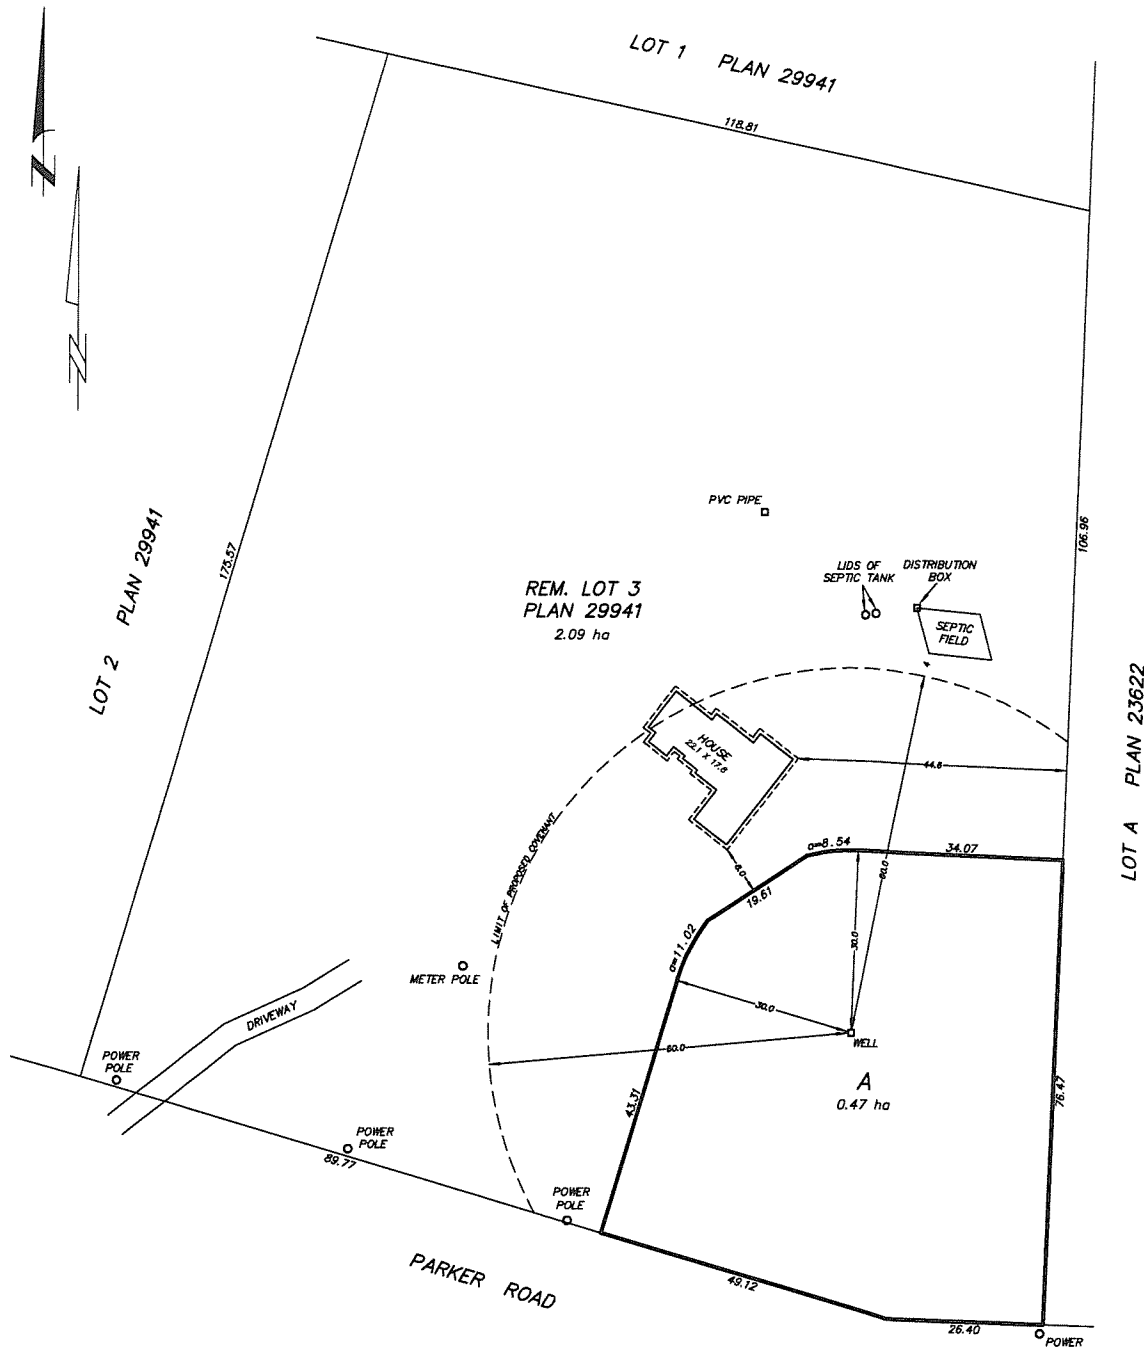 LOT 1 PLAN 29941
118.81
N
N
LOT 2 PLAN 29941
175.57
PVC PIPE
106.96
LIDS OF
SEPTIC TANK
DISTRIBUTION
BOX
SEPTIC
FIELD
REM. LOT 3
PLAN 29941
2.09 ha
LOT A PLAN 23622
HOUSE
22.1 X 17.6
44.6
LIMIT OF PROPOSED COVENANT
a=8.54
34.07
6.0
60.0
19.61
a=11.02
30.0
METER POLE
30.0
DRIVEWAY
WELL
60.0
POWER
POLE
A
0.47 ha
43.31
76.47
POWER
POLE
89.77
POWER
POLE
PARKER ROAD
49.12
26.40
POWER